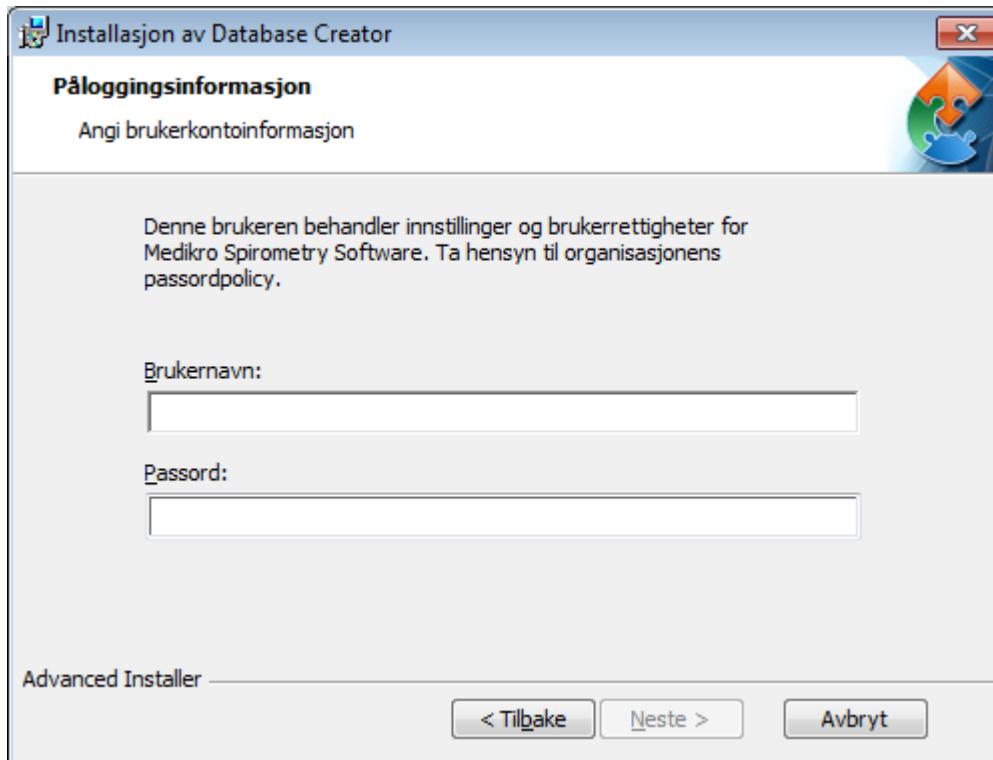 Installasjon av Database Creator
Påloggingsinformasjon
Angi brukerkontoinformasjon
Denne brukeren behandler innstillinger og brukerrettigheter for
Medikro Spirometry Software. Ta hensyn til organisasjonens
passordpolicy.
Brukernavn:
Passord:
Advanced Installer
< Tilbake
Neste >
Avbryt